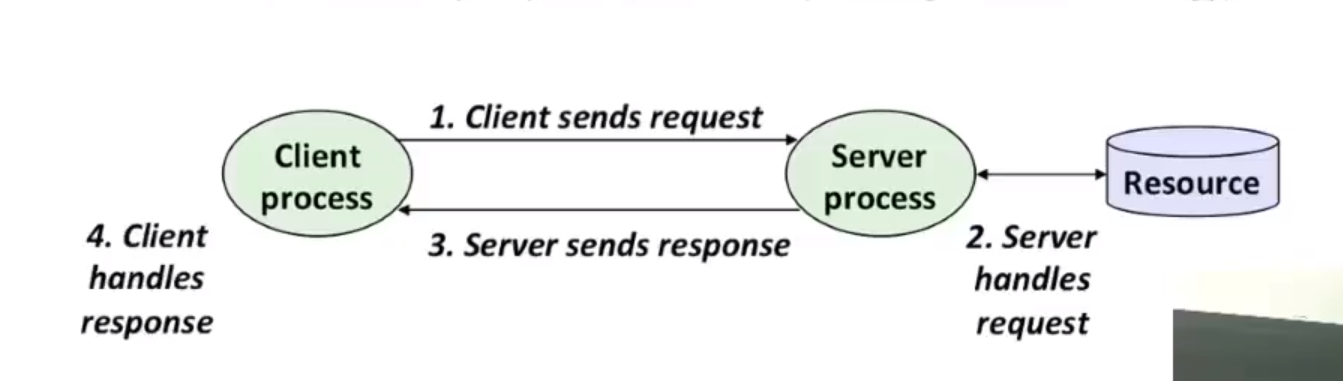 1. Client sends request
Client
process
Server
process
Resource
3. Server sends response
4. Client
handles
response
2. Server
handles
request